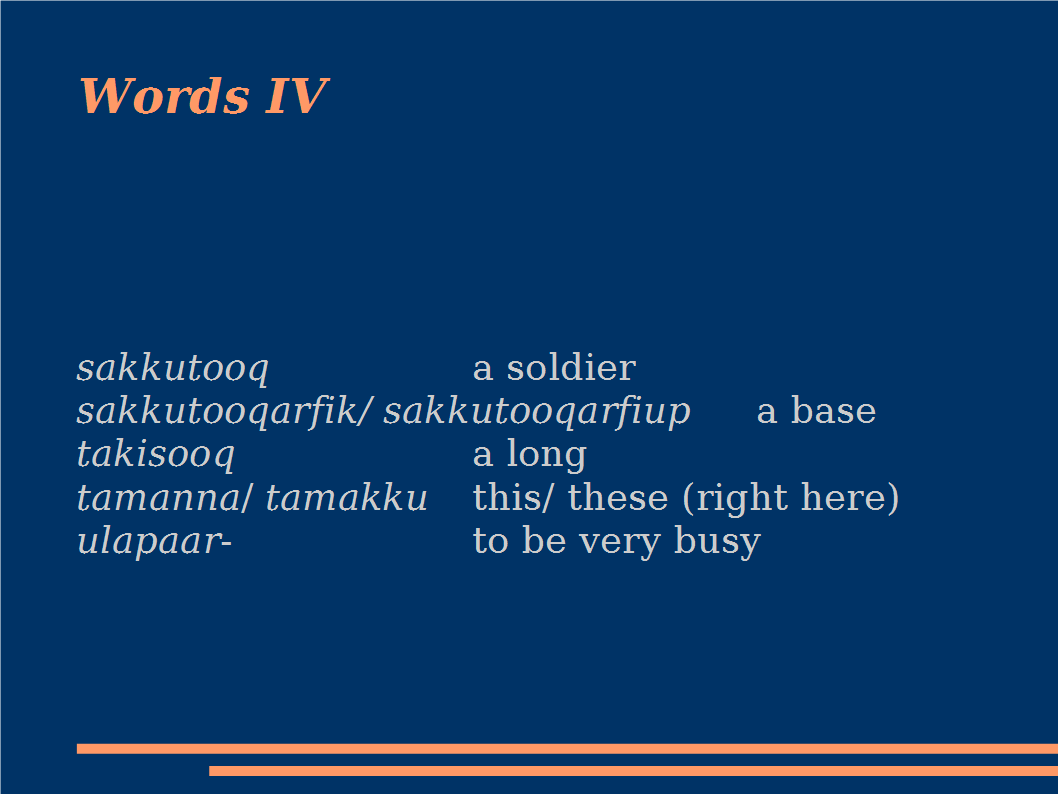 Words IV
sakkutooq a soldier
sakkutooqarfik/ sakkutooqarfiup a base
takisooq a long
tamanna/ tamakku this/ these (right here)
ulapaar- to be very busy